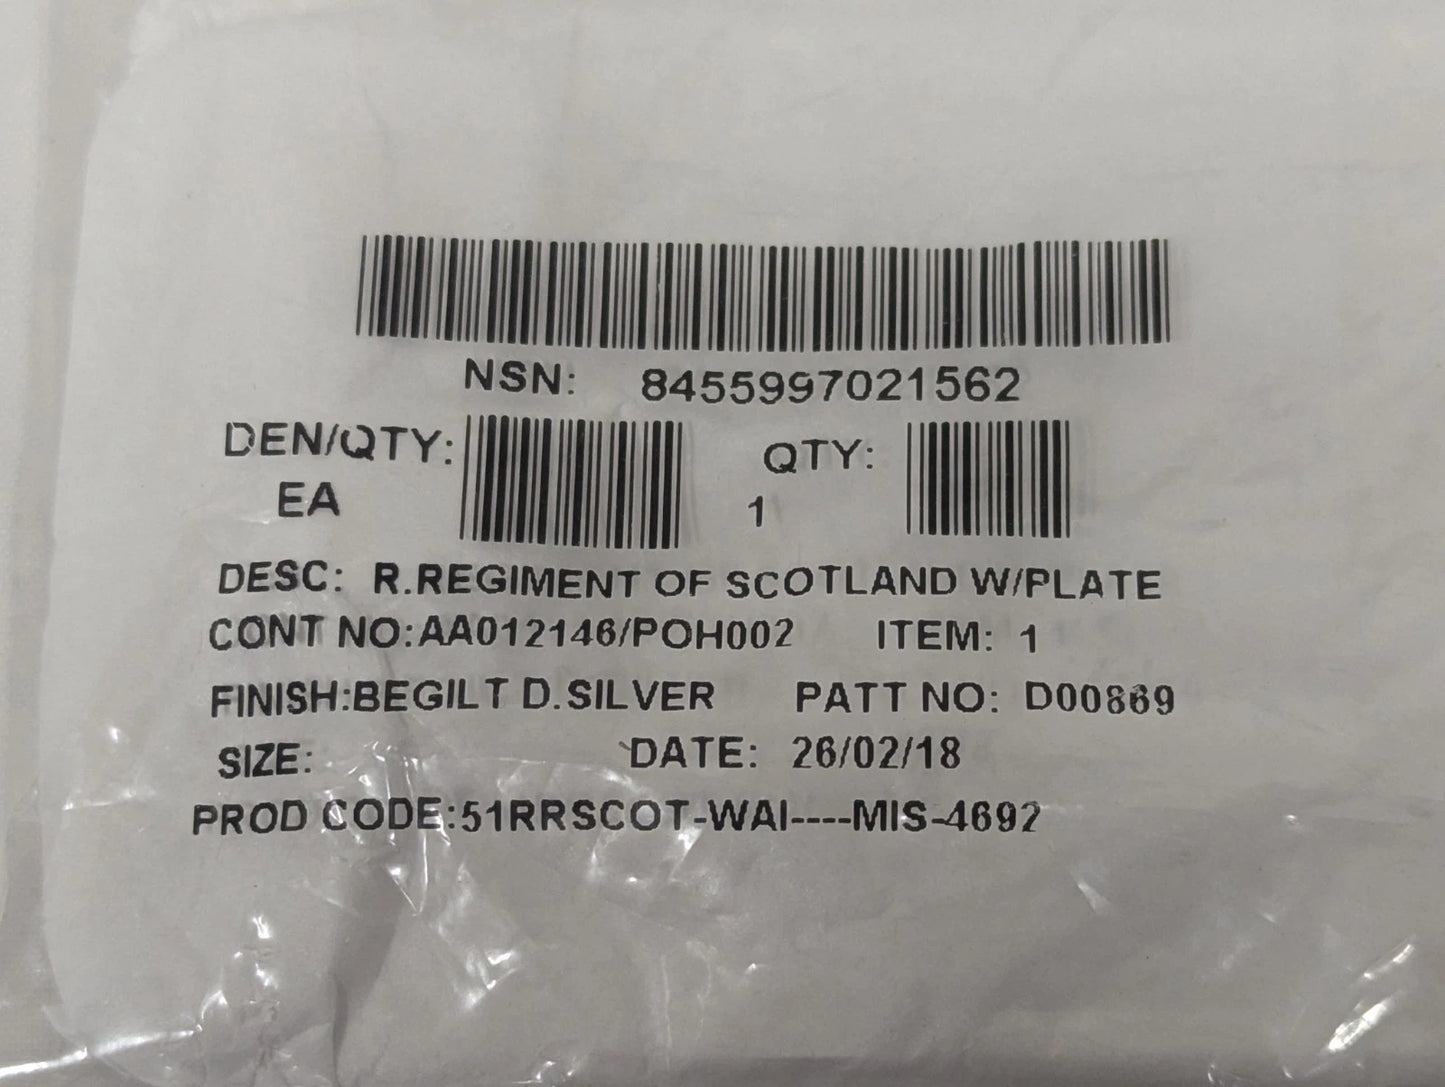 NSN: 8455997021562
DEN/QTY: QTY:
EA 1
DESC: R.REGIMENT OF SCOTLAND W/PLATE
CONT NO:AA012146/POH002 ITEM: 1
FINISH:BEGILT D.SILVER PATT NO: D00869
SIZE: DATE: 26/02/18
PROD CODE:51RRSCOT-WAI----MIS-4692